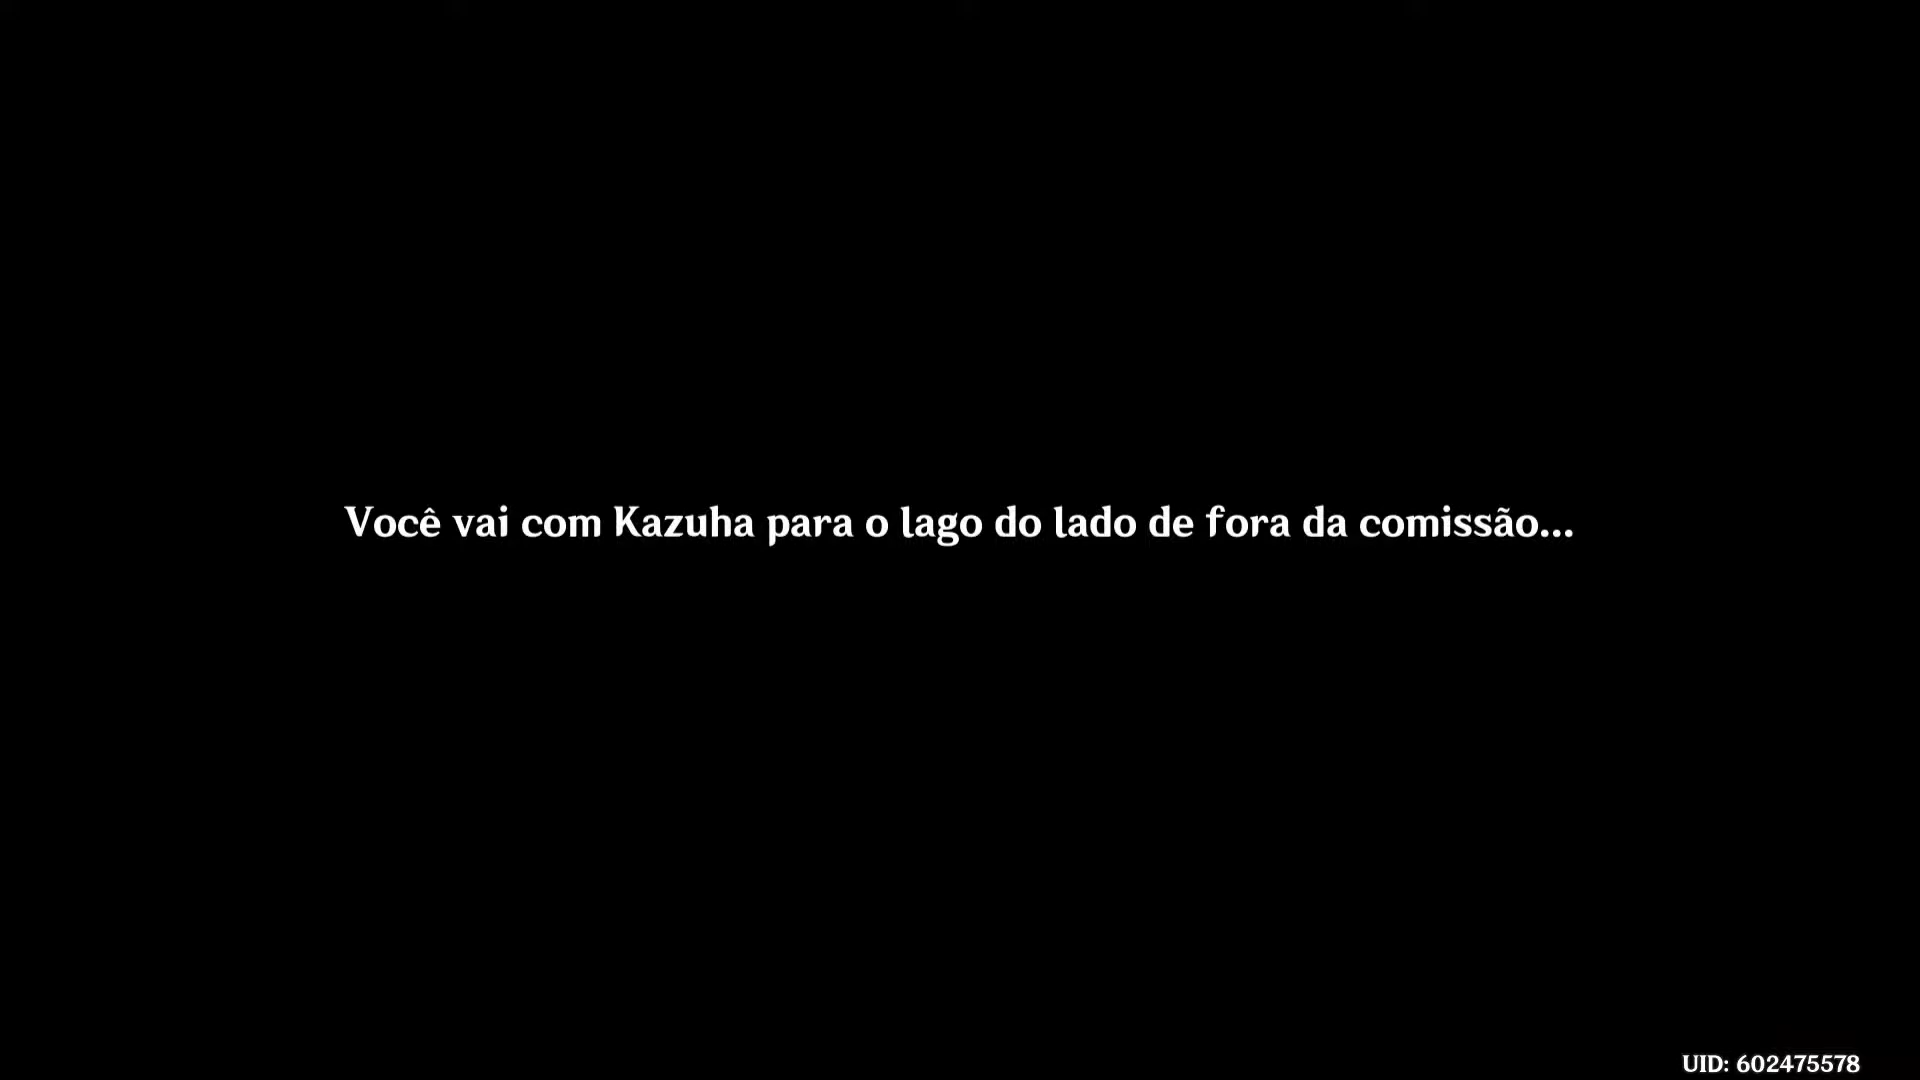 Você vai com Kazuha para o lago do lado de fora da comissão...
UID: 602475578